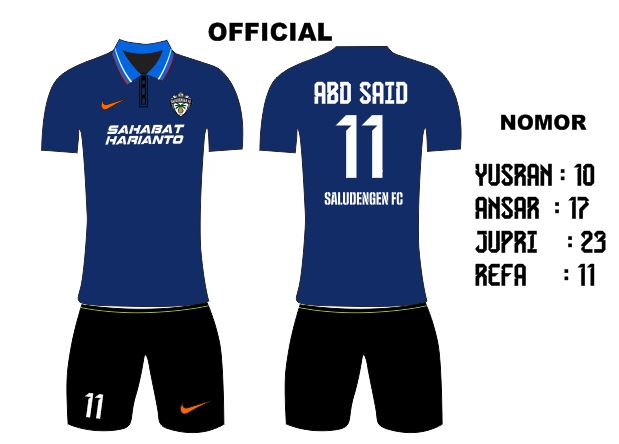 OFFICIAL
SAHABAT
HARIANTO
11
ABD SAID
11
SALUDENGEN FC
NOMOR
YUSRAN : 10
ANSAR : 17
JUPRI : 23
REFA : 11